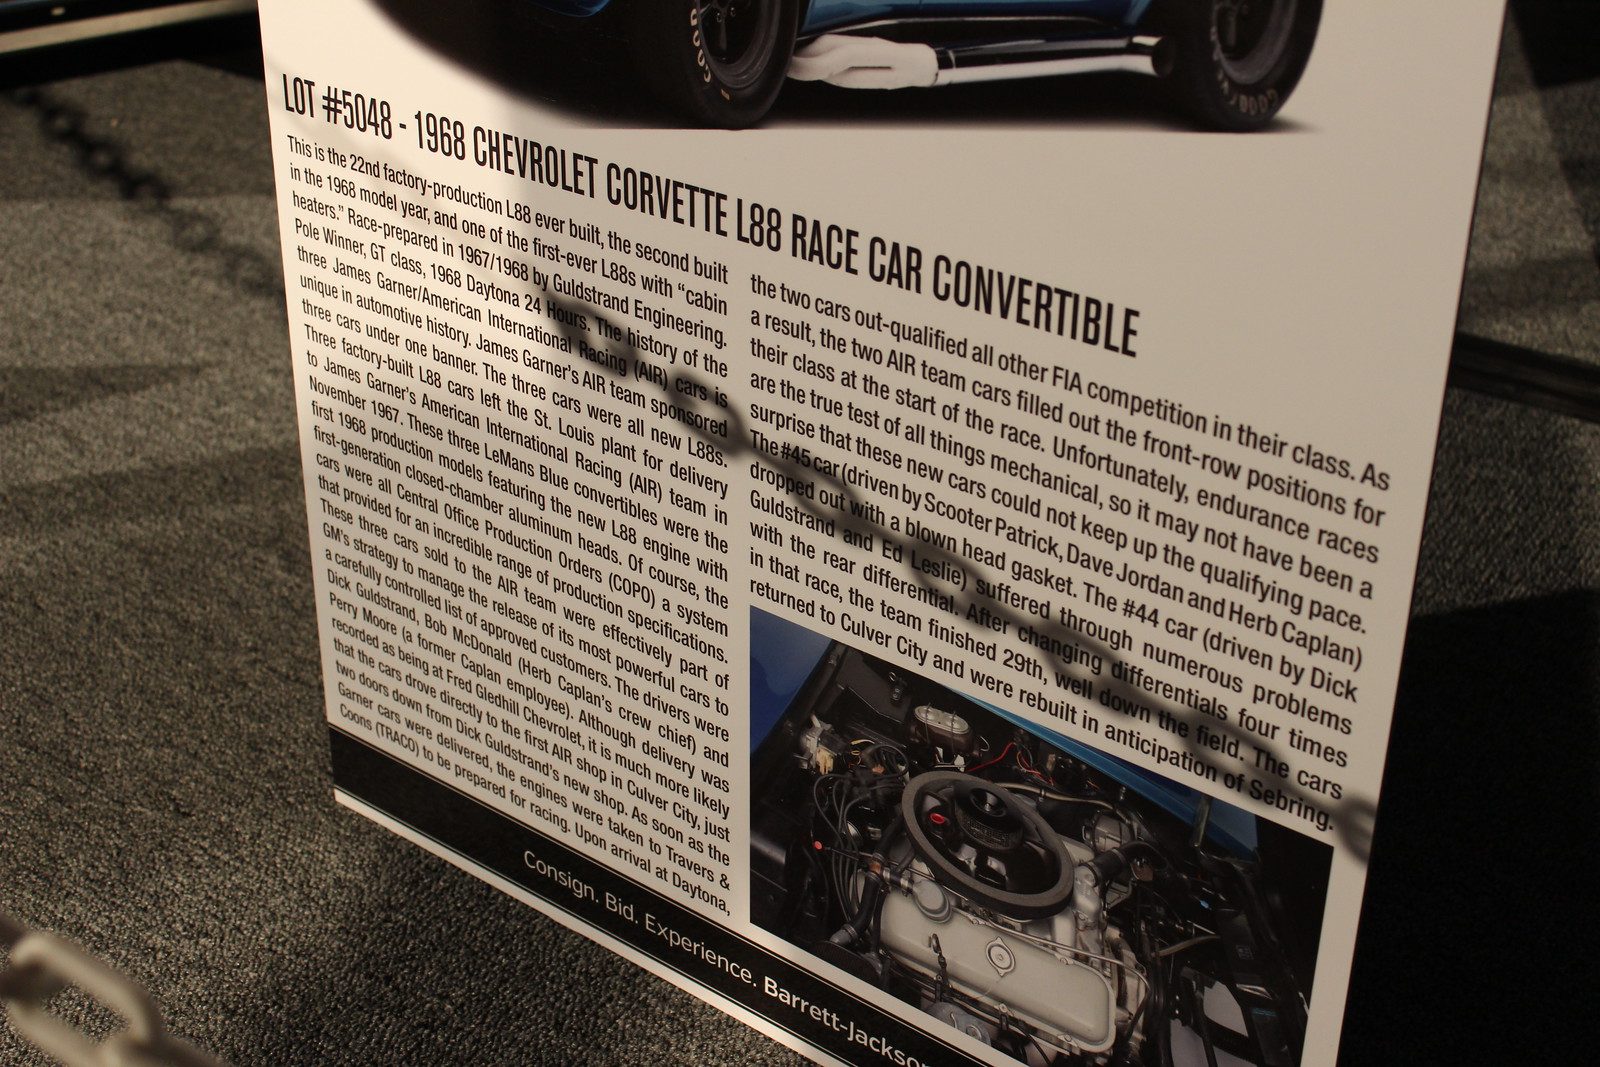 GOOD
GOODY
LOT #5048 - 1968 CHEVROLET CORVETTE L88 RACE CAR CONVERTIBLE
This is the 22nd factory-production L88 ever built, the second built
in the 1968 model year, and one of the first-ever L88s with “cabin
heaters.” Race-prepared in 1967/1968 by Guldstrand Engineering.
Pole Winner, GT class, 1968 Daytona 24 Hours. The history of the
three James Garner/American International Racing (AIR) cars is
unique in automotive history. James Garner's AIR team sponsored
three cars under one banner. The three cars were all new L88s.
Three factory-built L88 cars left the St. Louis plant for delivery
to James Garner's American International Racing (AIR) team in
November 1967. These three LeMans Blue convertibles were the
first 1968 production models featuring the new L88 engine with
first-generation closed-chamber aluminum heads. Of course, the
cars were all Central Office Production Orders (COPO) a system
that provided for an incredible range of production specifications.
These three cars sold to the AIR team were effectively part of
GM's strategy to manage the release of its most powerful cars to
a carefully controlled list of approved customers. The drivers were
Dick Guldstrand, Bob McDonald (Herb Caplan's crew chief) and
Perry Moore (a former Caplan employee). Although delivery was
recorded as being at Fred Gledhill Chevrolet, it is much more likely
that the cars drove directly to the first AIR shop in Culver City, just
two doors down from Dick Guldstrand's new shop. As soon as the
Garner cars were delivered, the engines were taken to Travers &
Coons (TRACO) to be prepared for racing. Upon arrival at Daytona,
the two cars out-qualified all other FIA competition in their class. As
a result, the two AIR team cars filled out the front-row positions for
their class at the start of the race. Unfortunately, endurance races
are the true test of all things mechanical, so it may not have been a
surprise that these new cars could not keep up the qualifying pace.
The #45 car (driven by Scooter Patrick, Dave Jordan and Herb Caplan)
dropped out with a blown head gasket. The #44 car (driven by Dick
Guldstrand and Ed Leslie) suffered through numerous problems
with the rear differential. After changing differentials four times
in that race, the team finished 29th, well down the field. The cars
returned to Culver City and were rebuilt in anticipation of Sebring.
Consign. Bid. Experience. Barrett-Jackson